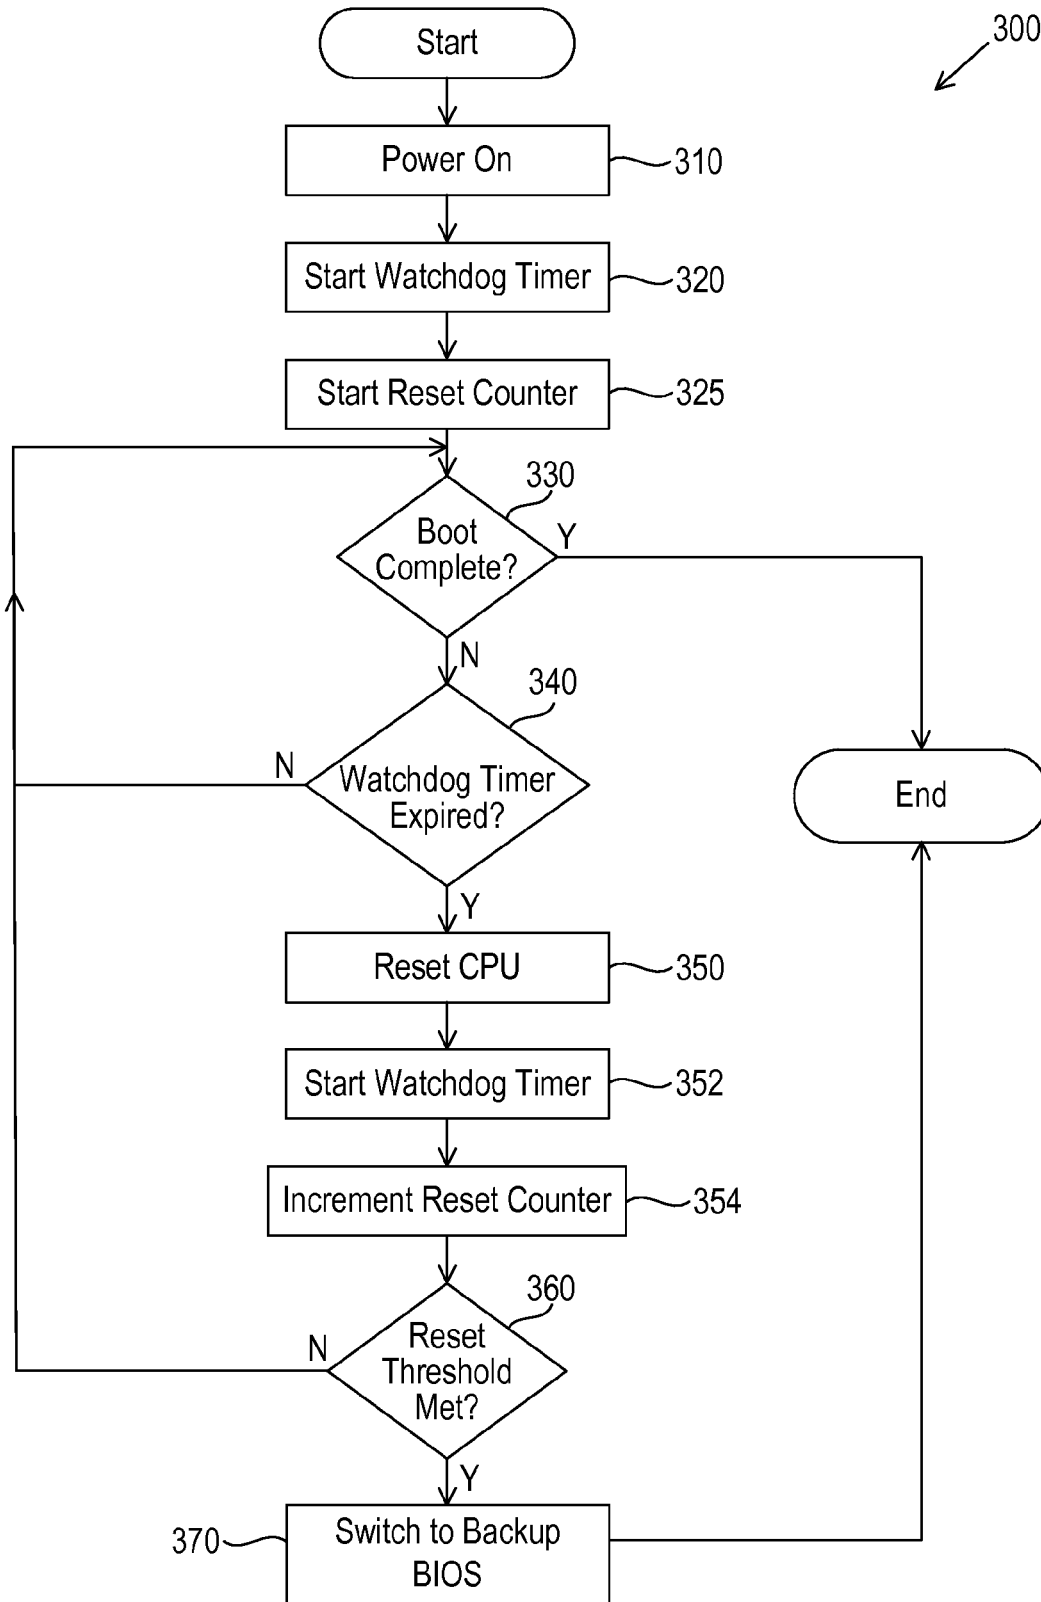 Start
300
Power On
310
Start Watchdog Timer
320
Start Reset Counter
325
330
Boot
Complete?
Y
N
340
Watchdog Timer
Expired?
N
End
Y
Reset CPU
350
Start Watchdog Timer
352
Increment Reset Counter
354
360
Reset
Threshold
Met?
N
Y
370
Switch to Backup
BIOS